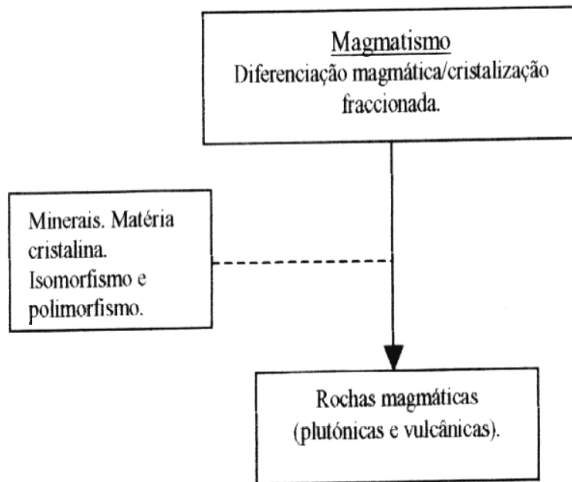 Magmatismo
Diferenciação magmática/cristalização
fraccionada.
Minerais. Matéria
cristalina.
Isomorfismo e
polimorfismo.
Rochas magmáticas
(plutónicas e vulcânicas).